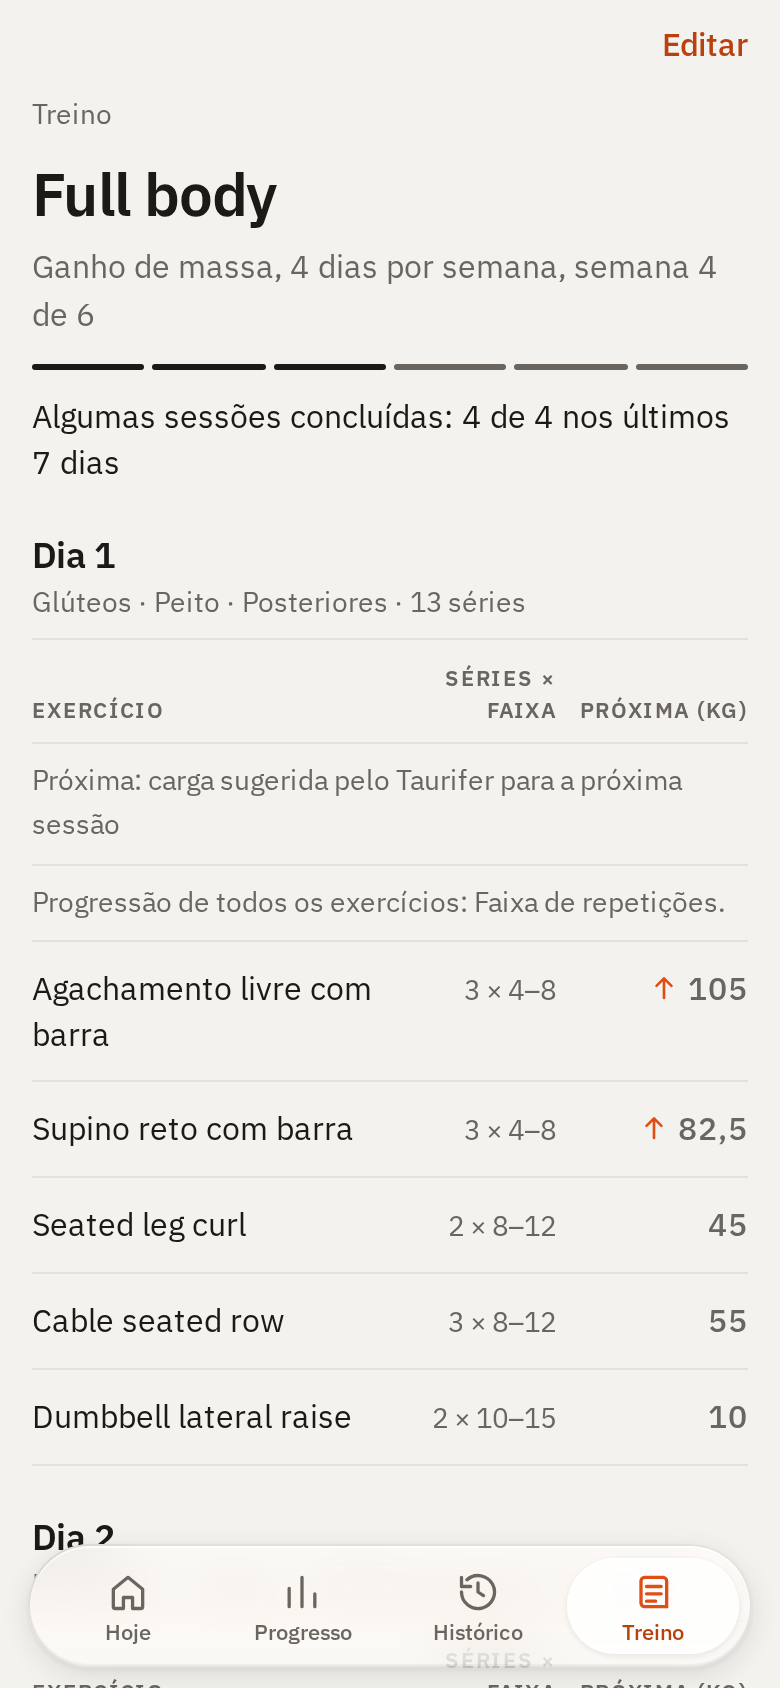 Editar
Treino
Full body
Ganho de massa, 4 dias por semana, semana 4
de 6
Algumas sessões concluídas: 4 de 4 nos últimos
7 dias
Dia 1
Glúteos · Peito · Posteriores · 13 séries
SÉRIES ×
EXERCÍCIO FAIXA PRÓXIMA (KG)
Próxima: carga sugerida pelo Taurifer para a próxima
sessão
Progressão de todos os exercícios: Faixa de repetições.
Agachamento livre com 3 × 4–8 ↑ 105
barra
Supino reto com barra 3 × 4–8 ↑ 82,5
Seated leg curl 2 × 8–12 45
Cable seated row 3 × 8–12 55
Dumbbell lateral raise 2 × 10–15 10
Dia 2
Hoje Progresso Histórico Treino
SÉRIES ×
EXERCÍCIO FAIXA PRÓXIMA (KG)